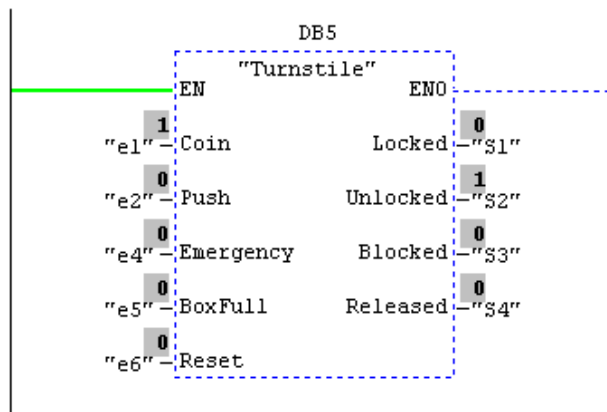 DB5
"Turnstile"
EN ENO
1 0
"e1" Coin Locked "S1"
0 1
"e2" Push Unlocked "S2"
0 0
"e4" Emergency Blocked "S3"
0 0
"e5" BoxFull Released "S4"
0
"e6" Reset